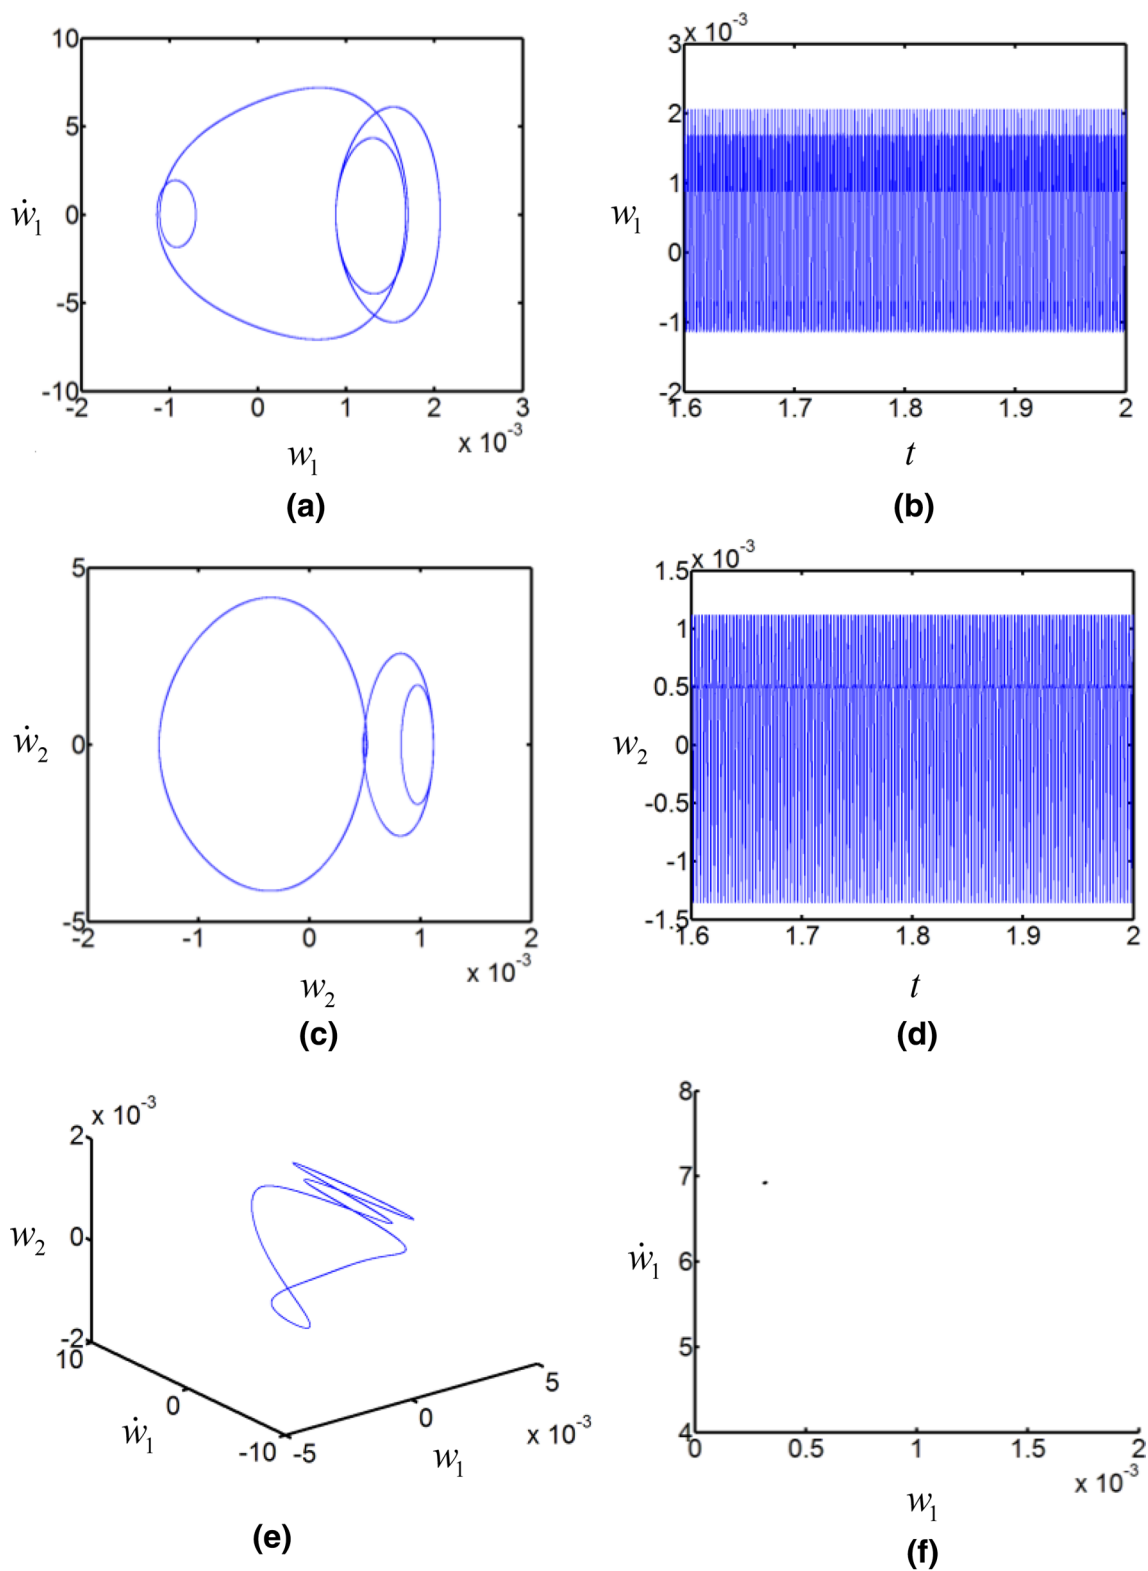 10
5
ẇ₁ 0
-5
-10
-2 -1 0 1 2 3
x 10⁻³
w₁
(a)
x 10⁻³
3
2
1
w₁
0
-1
-2
1.6 1.7 1.8 1.9 2
t
(b)
5
ẇ₂ 0
-5
-2 -1 0 1 2
x 10⁻³
w₂
(c)
x 10⁻³
1.5
1
0.5
w₂ 0
-0.5
-1
-1.5
1.6 1.7 1.8 1.9 2
t
(d)
x 10⁻³
2
w₂ 0
-2
10
0
ẇ₁
-10 -5
0
5
x 10⁻³
w₁
(e)
8
7
ẇ₁ 6
5
4
0 0.5 1 1.5 2
x 10⁻³
w₁
(f)